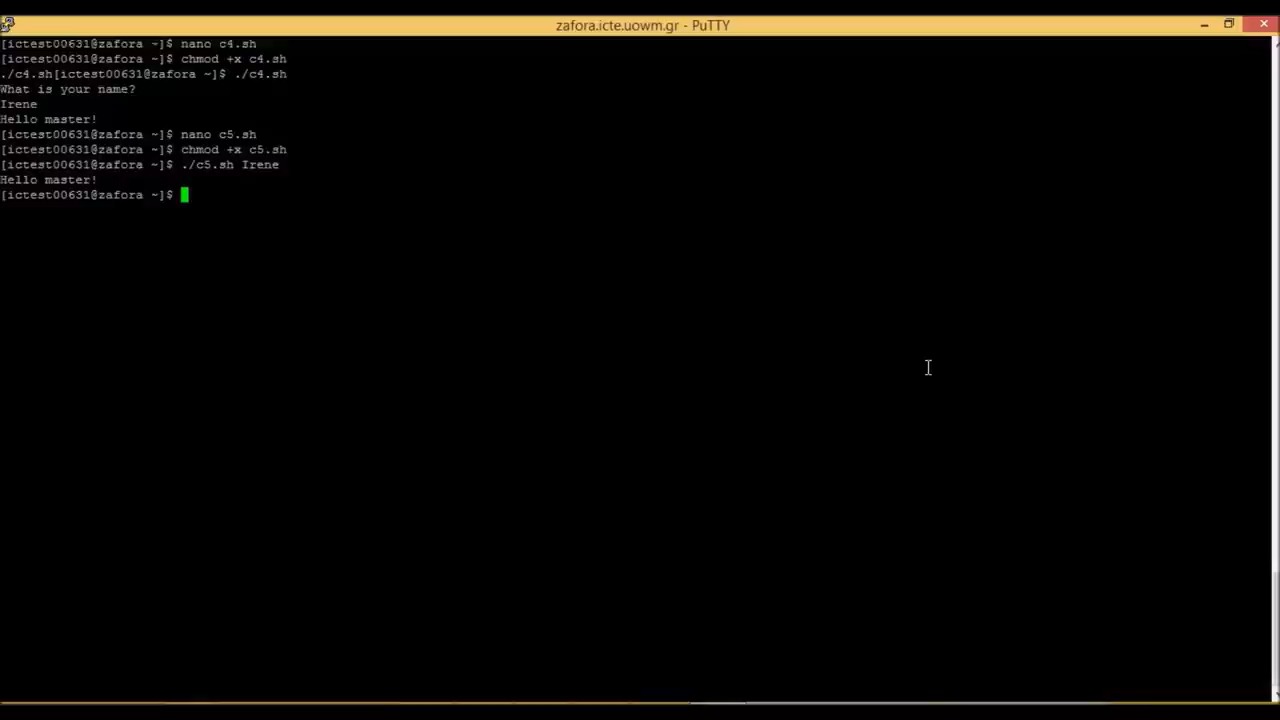 zafora.icte.uowm.gr - PuTTY
[ictest00631@zafora ~]$ nano c4.sh
[ictest00631@zafora ~]$ chmod +x c4.sh
./c4.sh[ictest00631@zafora ~]$ ./c4.sh
What is your name?
Irene
Hello master!
[ictest00631@zafora ~]$ nano c5.sh
[ictest00631@zafora ~]$ chmod +x c5.sh
[ictest00631@zafora ~]$ ./c5.sh Irene
Hello master!
[ictest00631@zafora ~]$